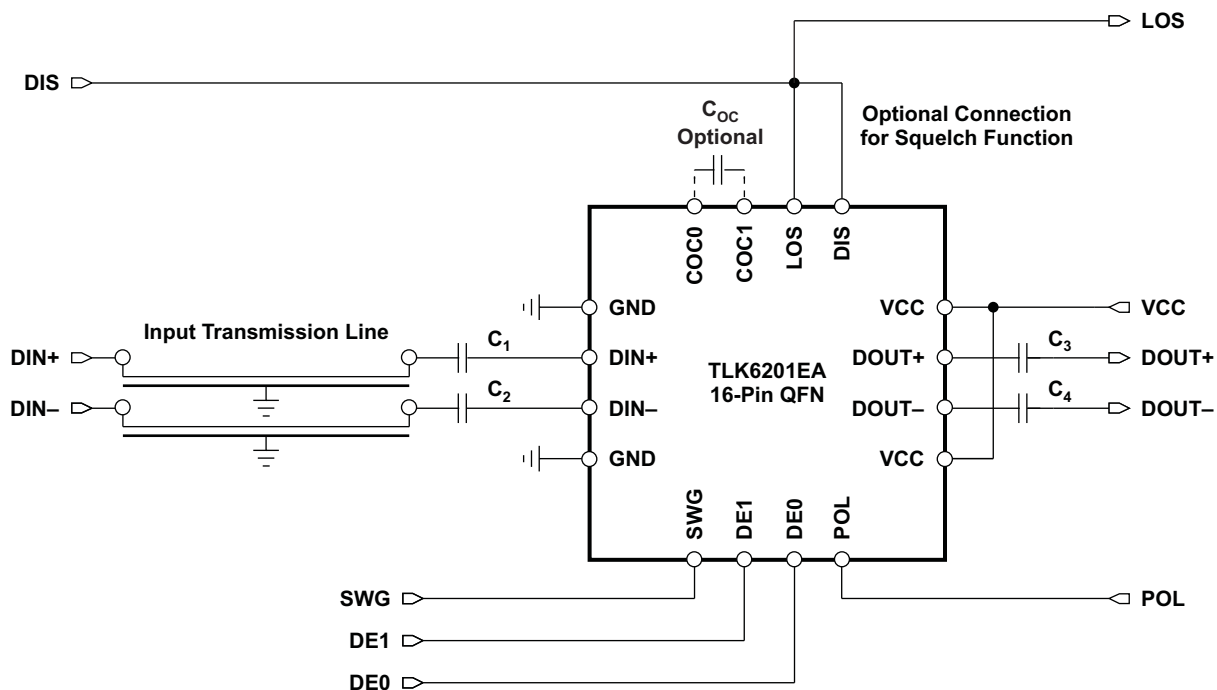 LOS
DIS
C_OC
Optional
Optional Connection
for Squelch Function
COC0
COC1
LOS
DIS
GND
VCC
VCC
Input Transmission Line
DIN+
C1
DIN+
TLK6201EA
16-Pin QFN
DOUT+
C3
DOUT+
DIN–
C2
DIN–
DOUT–
C4
DOUT–
GND
VCC
SWG
DE1
DE0
POL
SWG
POL
DE1
DE0